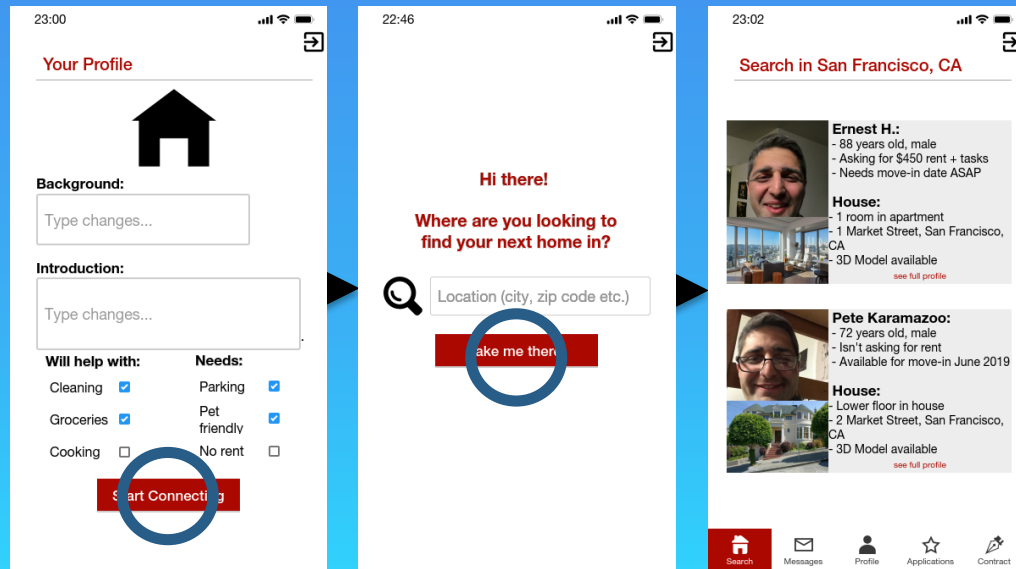 23:00
Your Profile
Background:
Type changes...
Introduction:
Type changes...
.
Will help with:
Needs:
Cleaning
Parking
Groceries
Pet
friendly
Cooking
No rent
Start Connecting
22:46
Hi there!
Where are you looking to
find your next home in?
Location (city, zip code etc.)
ake me ther
23:02
Search in San Francisco, CA
Ernest H.:
- 88 years old, male
- Asking for $450 rent + tasks
- Needs move-in date ASAP
House:
- 1 room in apartment
- 1 Market Street, San Francisco,
CA
- 3D Model available
see full profile
Pete Karamazoo:
- 72 years old, male
- Isn't asking for rent
- Available for move-in June 2019
House:
- Lower floor in house
- 2 Market Street, San Francisco,
CA
- 3D Model available
see full profile
Search
Messages
Profile
Applications
Contract